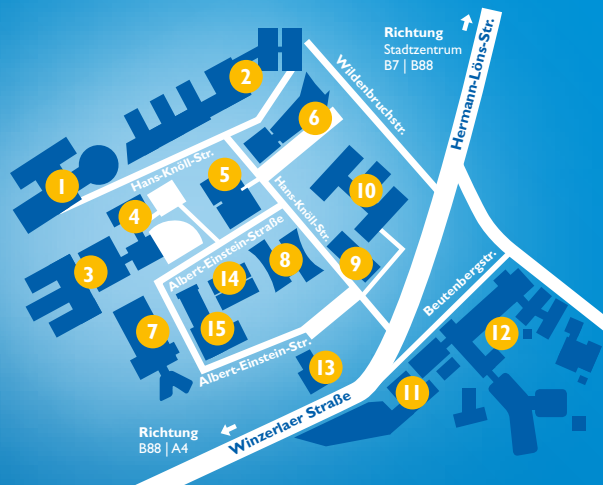 Richtung
Stadtzentrum
B7 | B88
Hermann-Löns-Str.
Wildenbruchstr.
2
6
Hans-Knöll-Str.
1
5
10
4
Hans-Knöll-Str.
Albert-Einstein-Straße
3
14
8
9
Beutenbergstr.
7
15
12
Albert-Einstein-Str.
13
11
Winzerlaer Straße
Richtung
B88 | A4